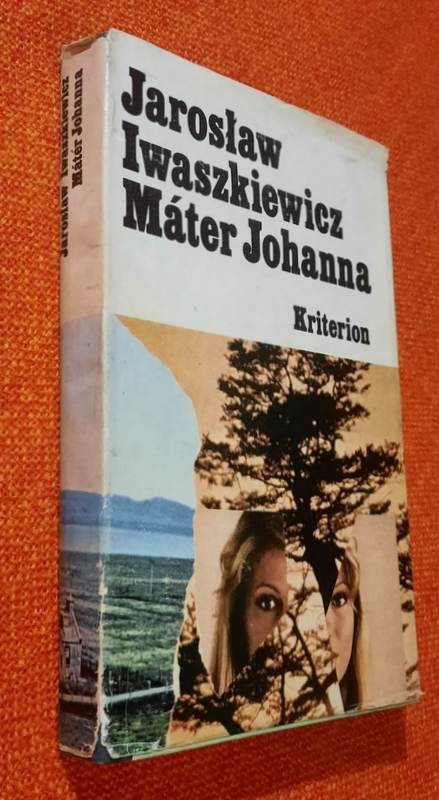 Jarosław
Iwaszkiewicz
Máter Johanna
Kriterion
Jarosław Iwaszkiewicz
Máter Johanna